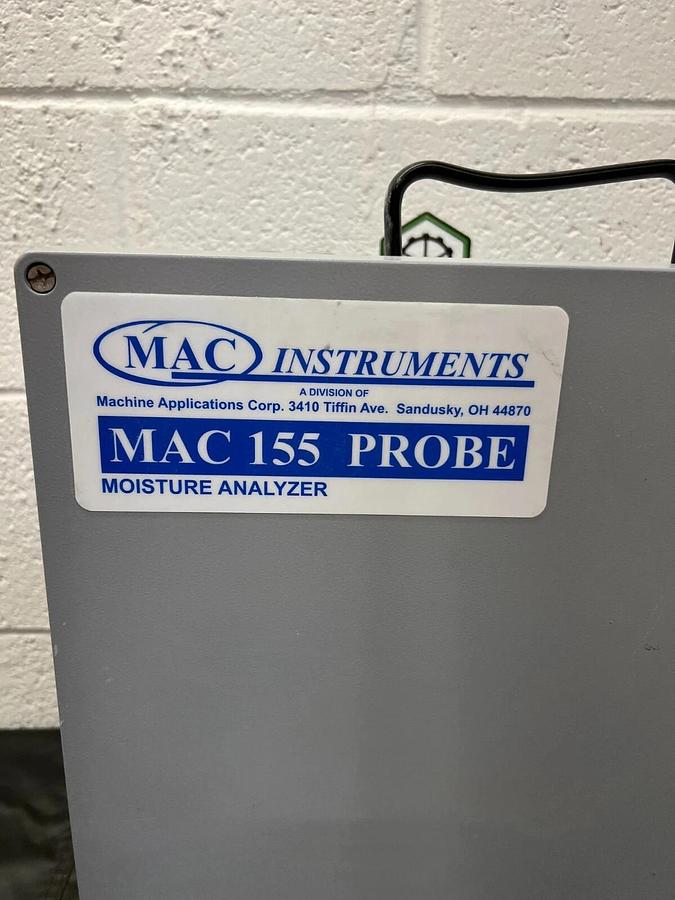 MAC INSTRUMENTS
A DIVISION OF
Machine Applications Corp. 3410 Tiffin Ave. Sandusky, OH 44870
MAC 155 PROBE
MOISTURE ANALYZER